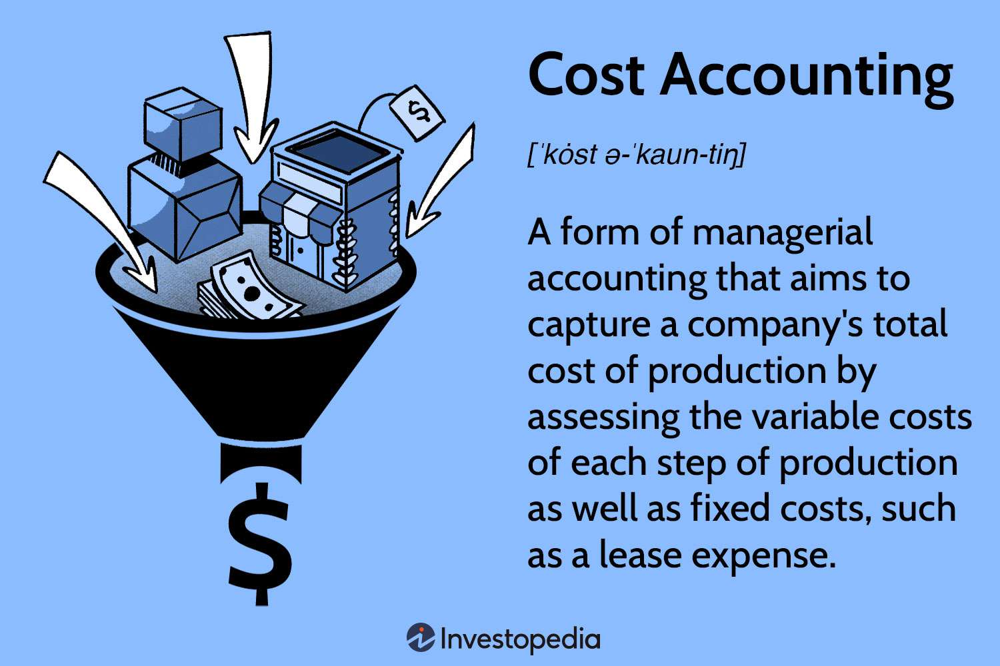 $
Cost Accounting
[ˈkȯst ə-ˈkaun-tiŋ]
A form of managerial
accounting that aims to
capture a company's total
cost of production by
assessing the variable costs
of each step of production
as well as fixed costs, such
as a lease expense.
$
Investopedia